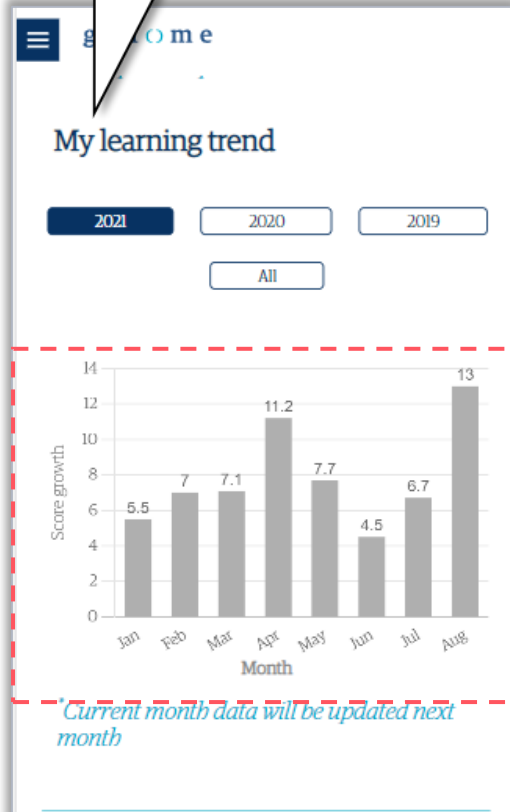 My learning trend
2021 2020 2019
All
14
12
10
8
6
4
2
0
Score growth
5.5 7 7.1 11.2 7.7 4.5 6.7 13
Jan Feb Mar Apr May Jun Jul Aug
Month
*Current month data will be updated next
month